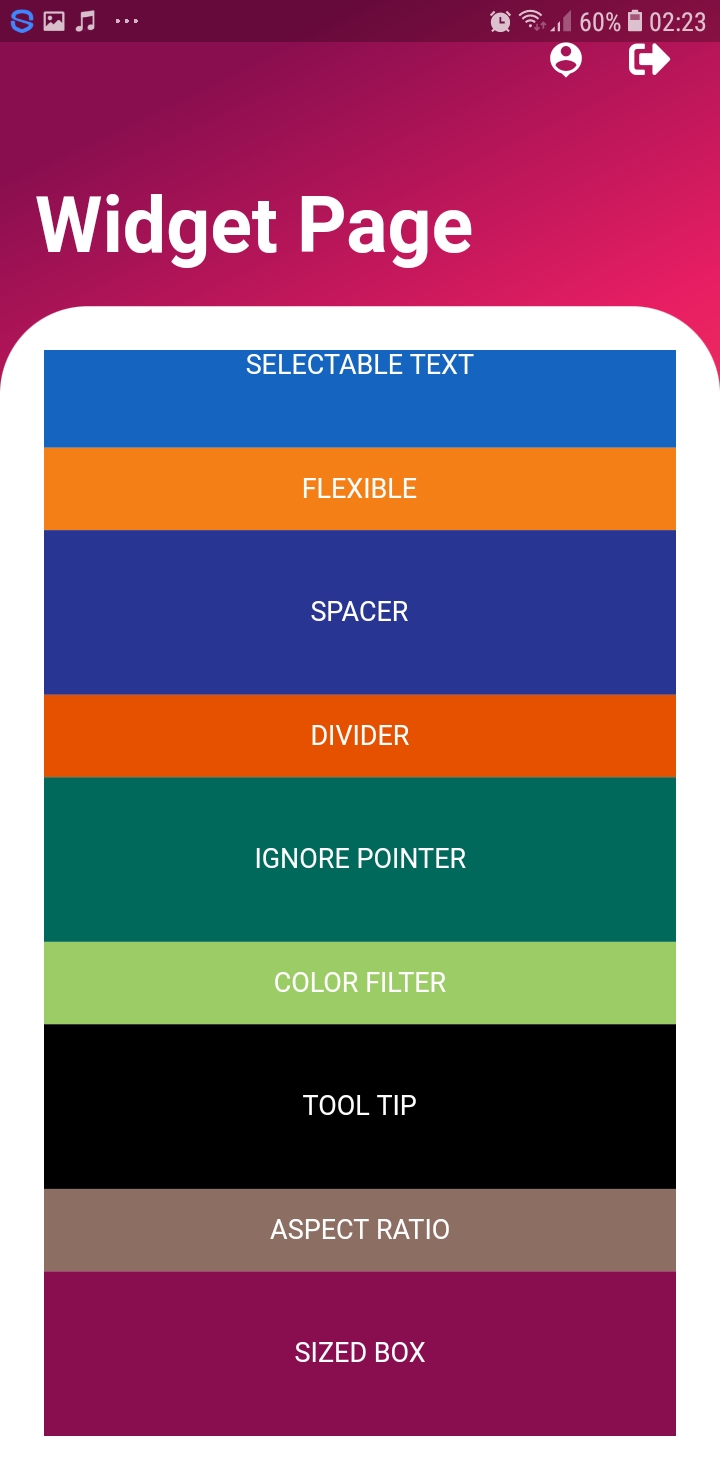 60% 02:23
Widget Page
SELECTABLE TEXT
FLEXIBLE
SPACER
DIVIDER
IGNORE POINTER
COLOR FILTER
TOOL TIP
ASPECT RATIO
SIZED BOX